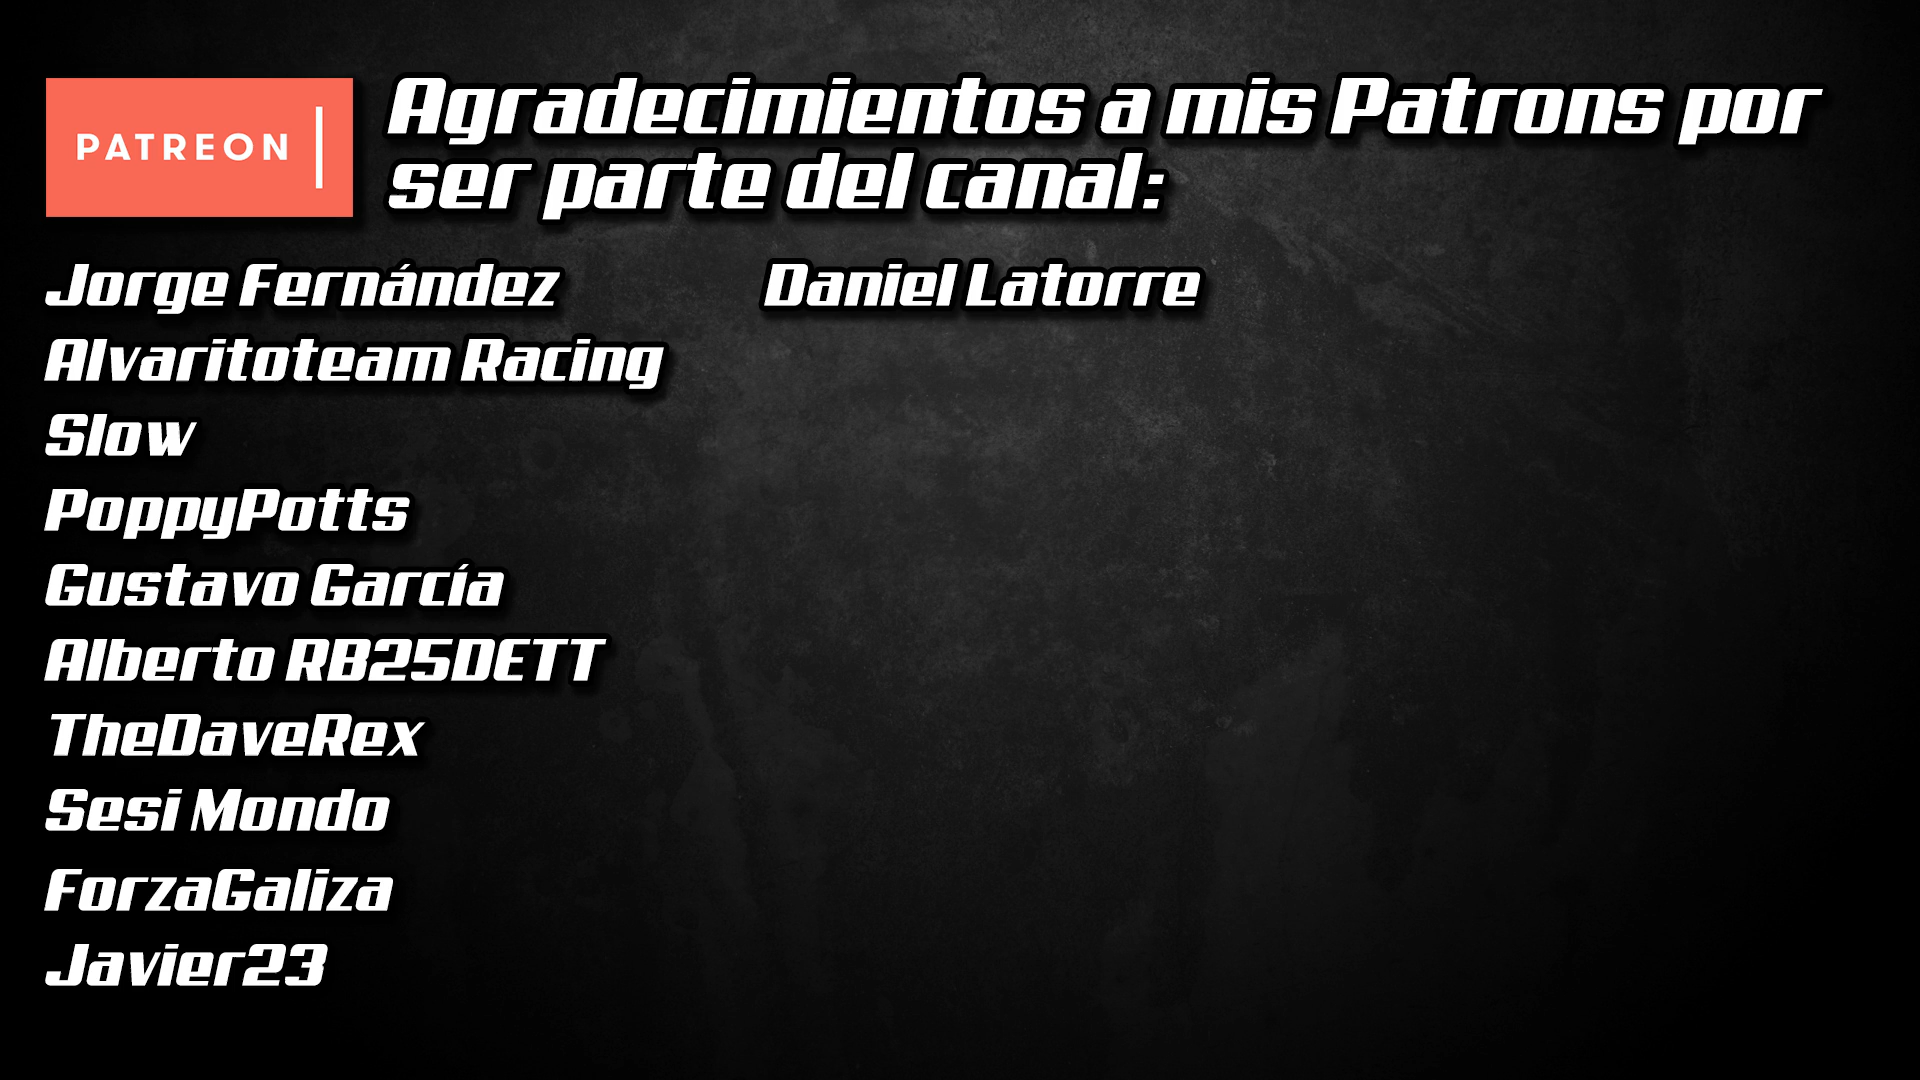 PATREON
Agradecimientos a mis Patrons por
ser parte del canal:
Jorge Fernández
Alvaritoteam Racing
Slow
PoppyPotts
Gustavo García
Alberto RB25DETT
TheDaveRex
Sesi Mondo
ForzaGaliza
Javier23
Daniel Latorre